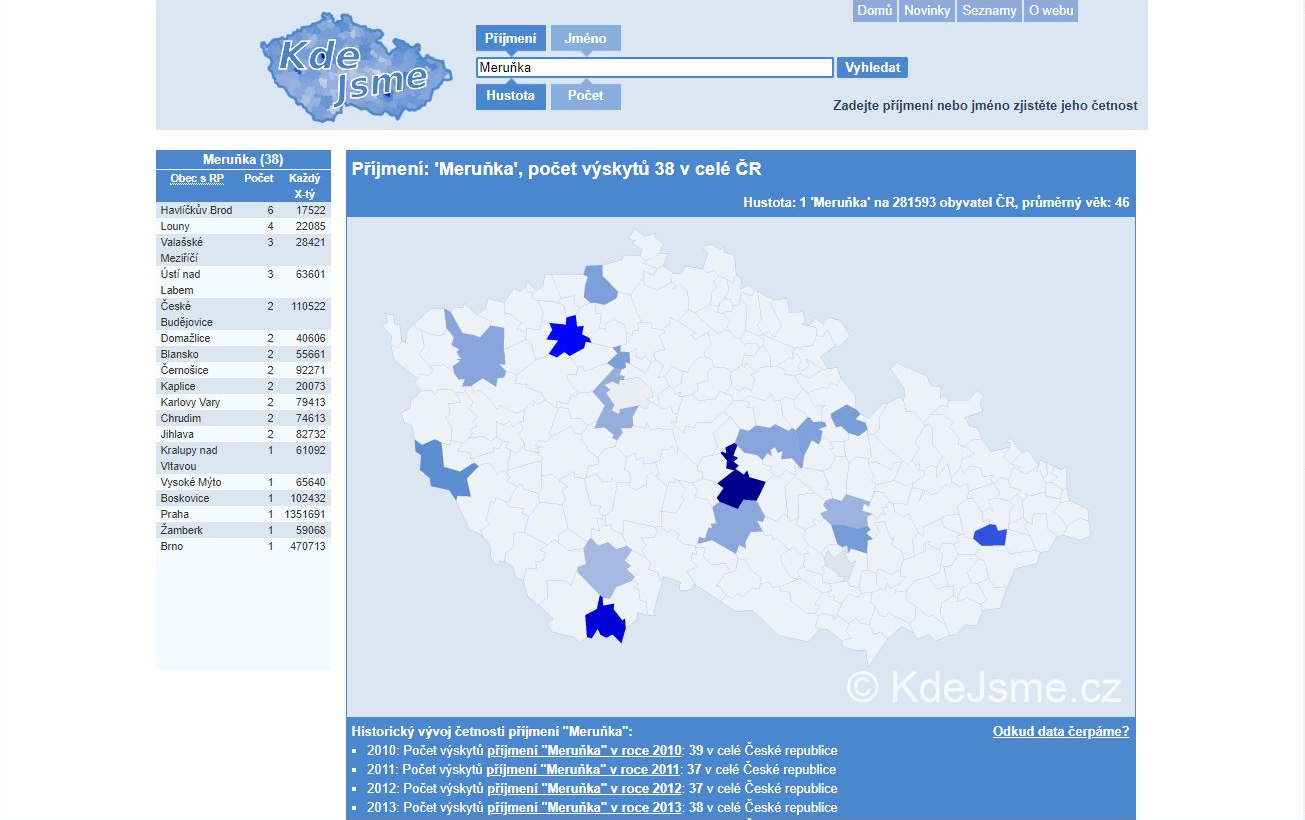 Domů Novinky Seznamy O webu
Kde
Jsme
Příjmení Jméno
Meruňka Vyhledat
Hustota Počet
Zadejte příjmení nebo jméno zjistěte jeho četnost
Meruňka (38)
Obec s RP Počet Každý
X-tý
Havlíčkův Brod 6 17522
Louny 4 22085
Valašské 3 28421
Meziříčí
Ústí nad 3 63601
Labem
České 2 110522
Budějovice
Domažlice 2 40606
Blansko 2 55661
Černošice 2 92271
Kaplice 2 20073
Karlovy Vary 2 79413
Chrudim 2 74613
Jihlava 2 82732
Kralupy nad 1 61092
Vltavou
Vysoké Mýto 1 65640
Boskovice 1 102432
Praha 1 1351691
Žamberk 1 59068
Brno 1 470713
Příjmení: 'Meruňka', počet výskytů 38 v celé ČR
Hustota: 1 'Meruňka' na 281593 obyvatel ČR, průměrný věk: 46
© KdeJsme.cz
Historický vývoj četnosti příjmení "Meruňka": Odkud data čerpáme?
2010: Počet výskytů příjmení "Meruňka" v roce 2010: 39 v celé České republice
2011: Počet výskytů příjmení "Meruňka" v roce 2011: 37 v celé České republice
2012: Počet výskytů příjmení "Meruňka" v roce 2012: 37 v celé České republice
2013: Počet výskytů příjmení "Meruňka" v roce 2013: 38 v celé České republice